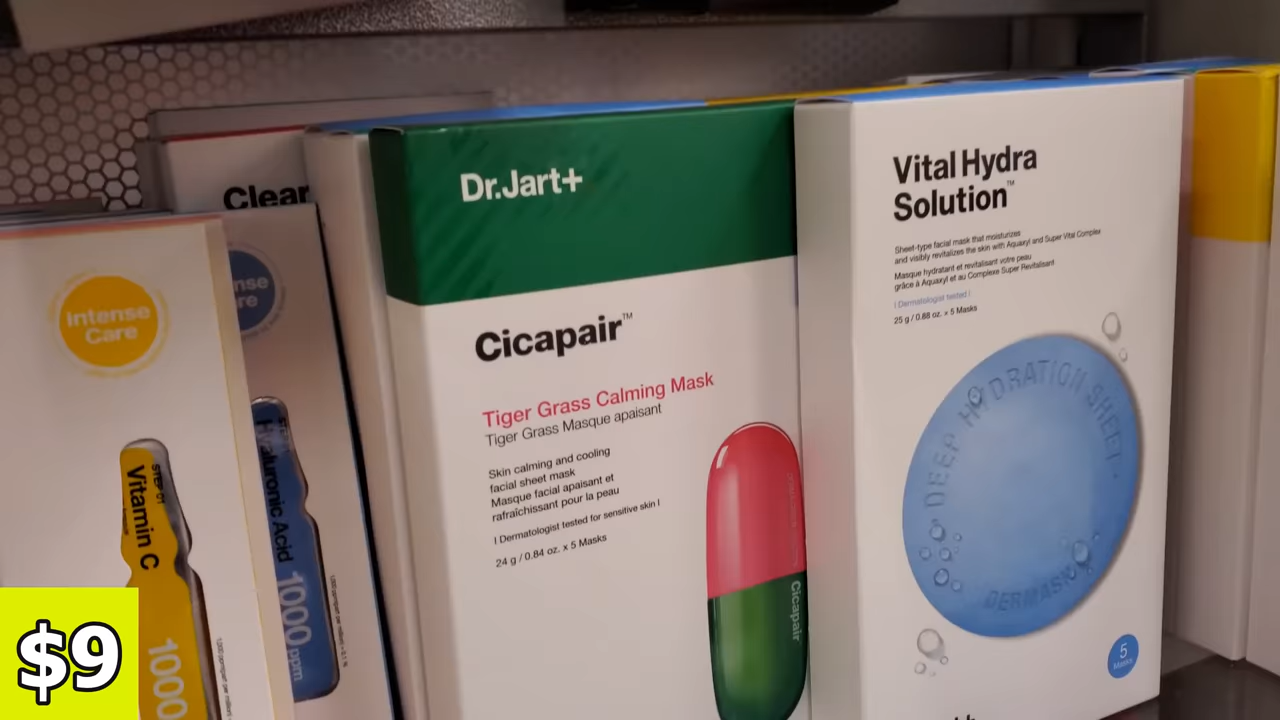 Intense
Care
STEP 01
Vitamin C
1000
Clear
nse
re
Hyaluronic Acid
1000 ppm
Dr.Jart+
Cicapair™
Tiger Grass Calming Mask
Tiger Grass Masque apaisant
Skin calming and cooling
facial sheet mask
Masque facial apaisant et
rafraîchissant pour la peau
| Dermatologist tested for sensitive skin |
24 g / 0.84 oz. x 5 Masks
Cicapair
Vital Hydra
Solution™
Sheet-type facial mask that moisturizes
and visibly revitalizes the skin with Aquaxyl and Super Vital Complex
Masque hydratant et revitalisant votre peau
grâce à Aquaxyl et au Complexe Super Revitalisant
| Dermatologist tested |
25 g / 0.88 oz. x 5 Masks
DEEP HYDRATION SHEET
DERMASK
5
Masks
$9